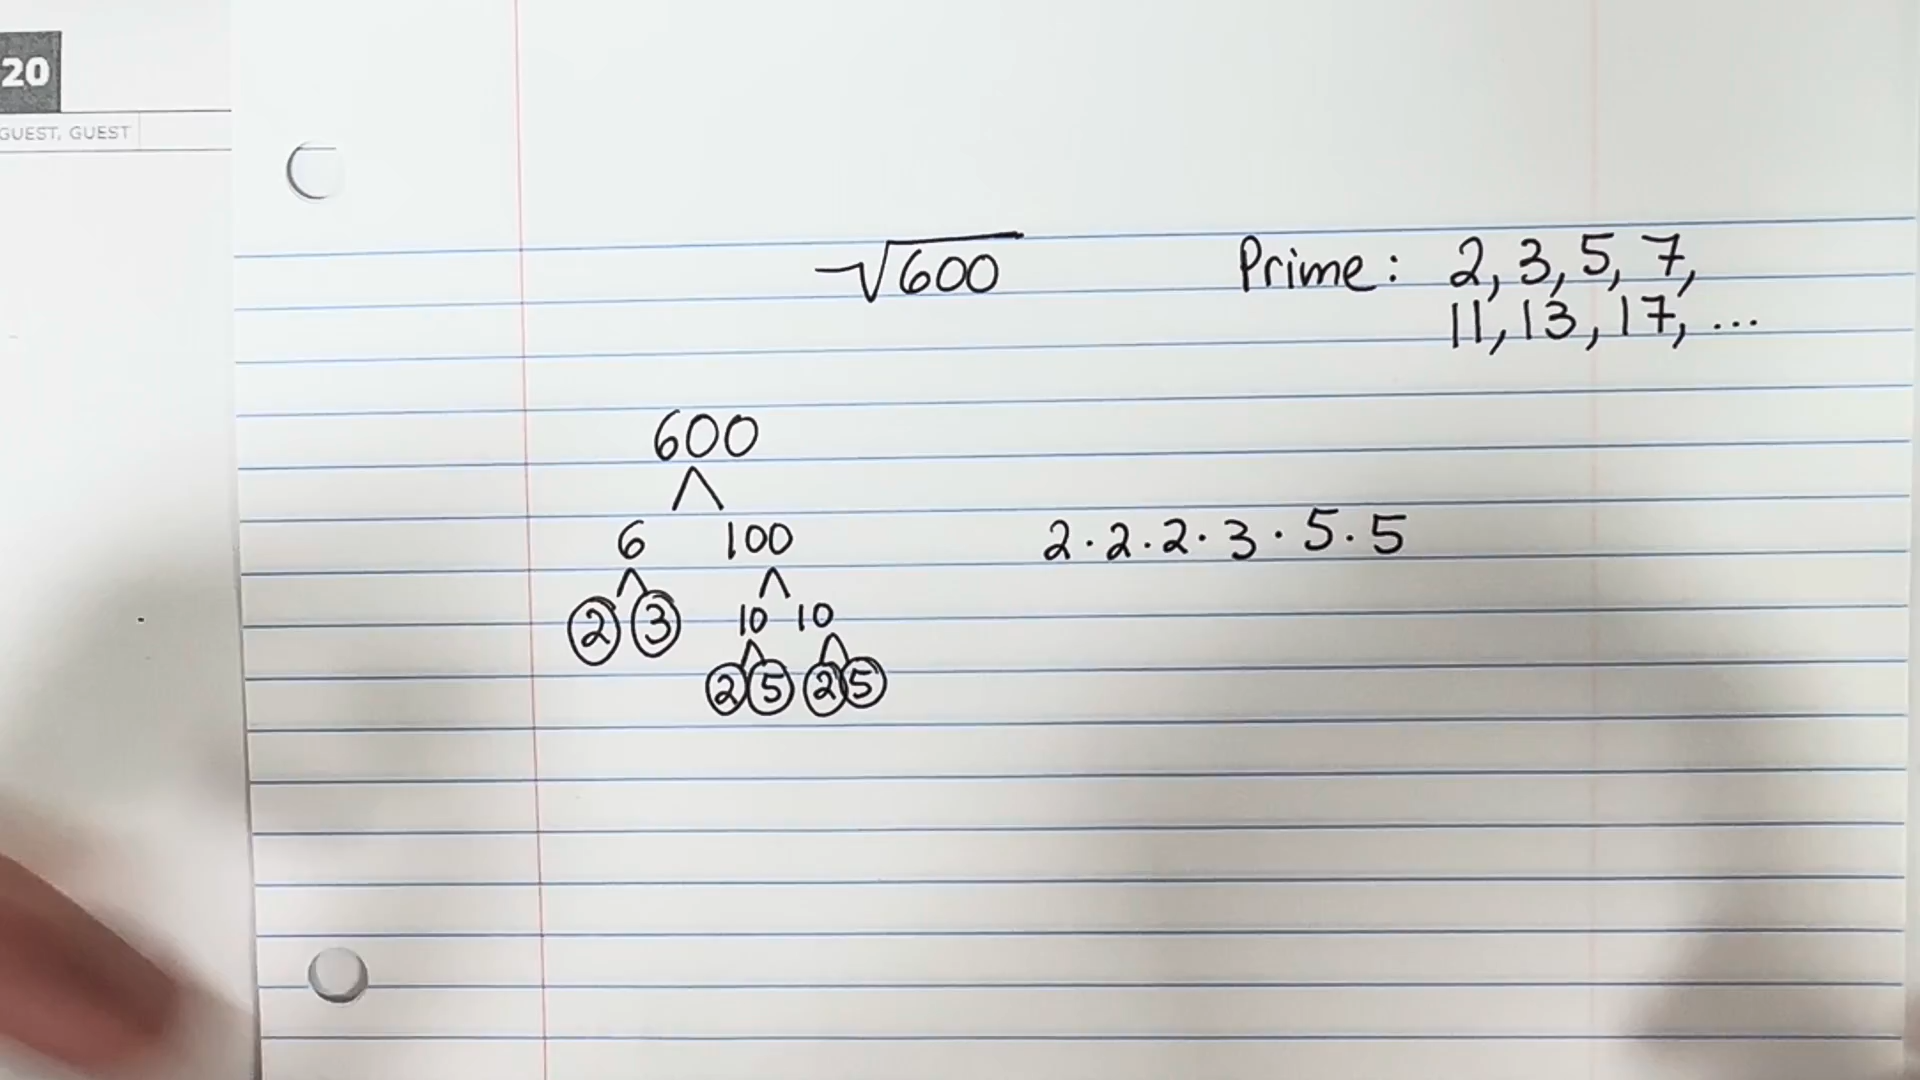 20
GUEST, GUEST
√600
Prime: 2, 3, 5, 7,
11, 13, 17, ...
600
6 100
2 · 2 · 2 · 3 · 5 · 5
2 3 10 10
2 5 2 5